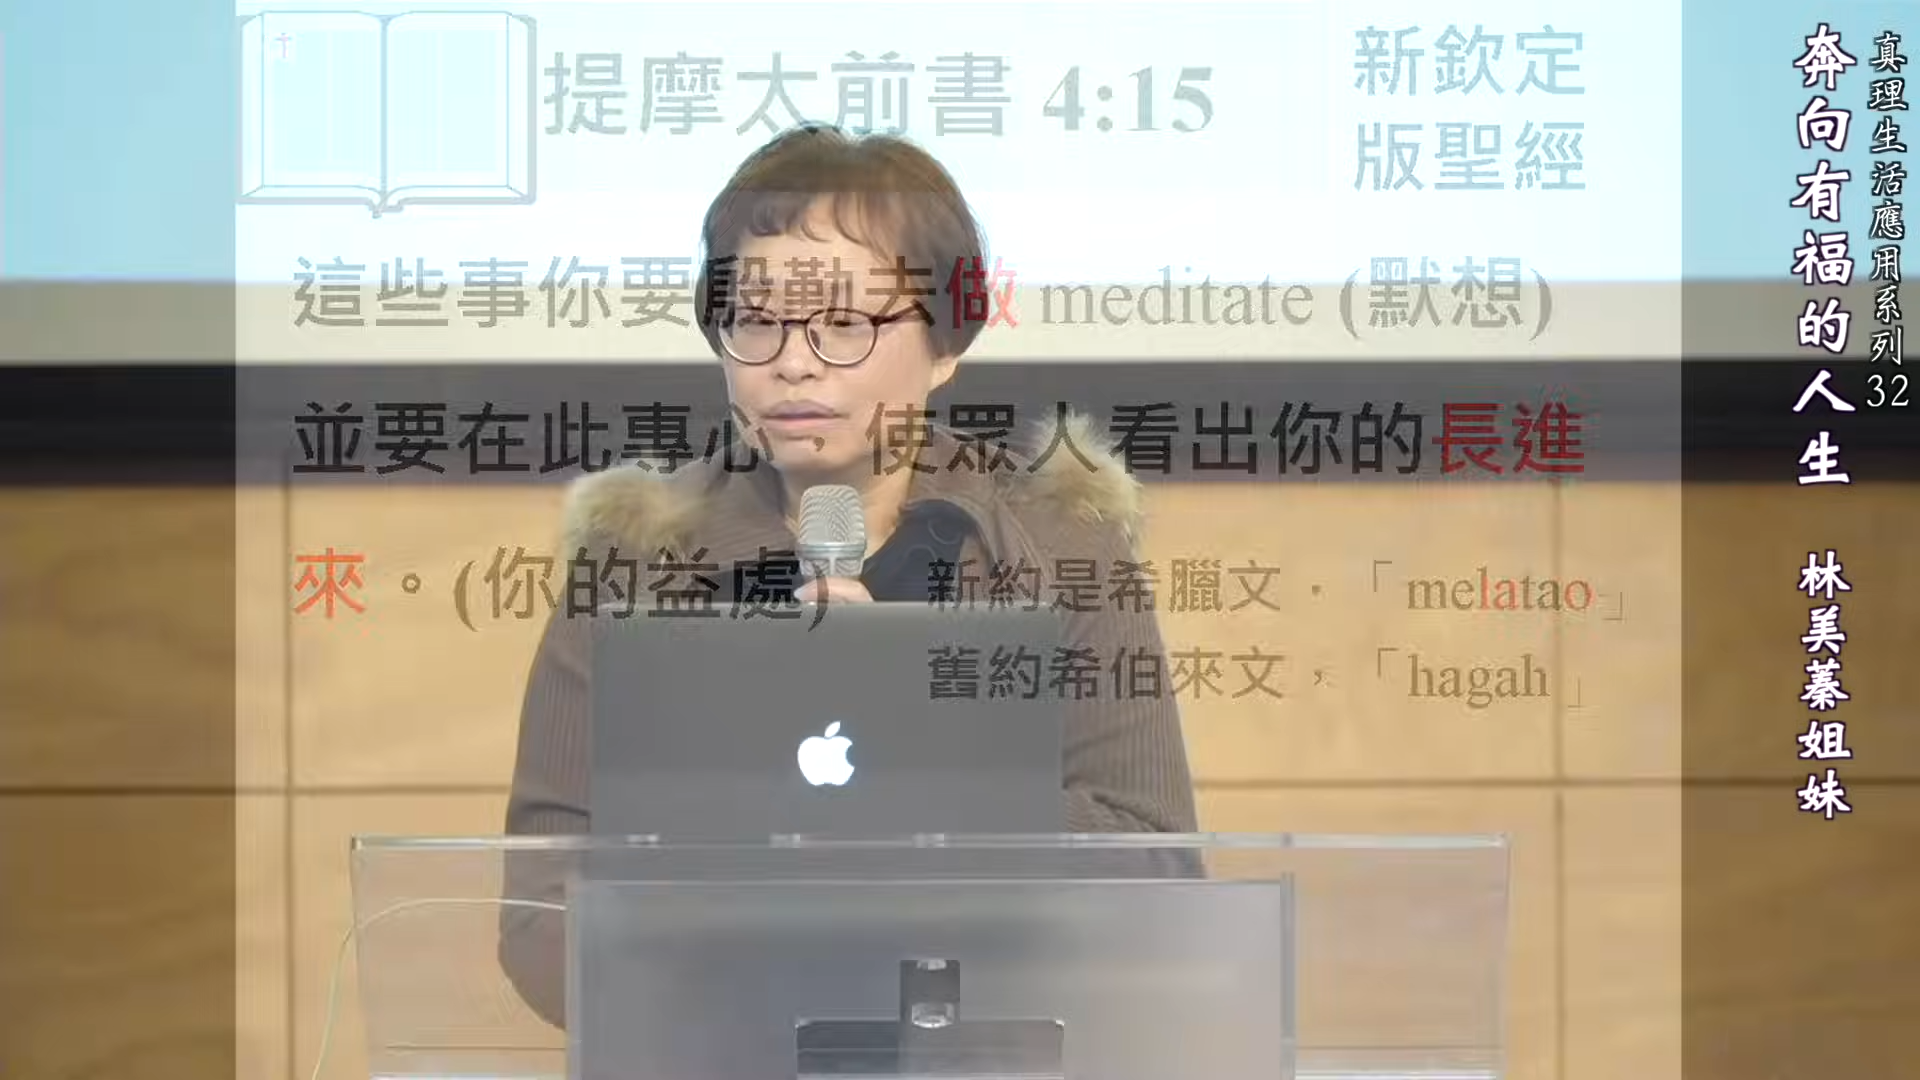 提摩太前書 4:15
新欽定
版聖經
這些事你要殷勤去做 meditate (默想)
並要在此專心，使眾人看出你的長進
來。(你的益處)
新約是希臘文．「melatao」
舊約希伯來文，「hagah」
真理生活應用系列32
奔向有福的人生 林美蓁姐妹